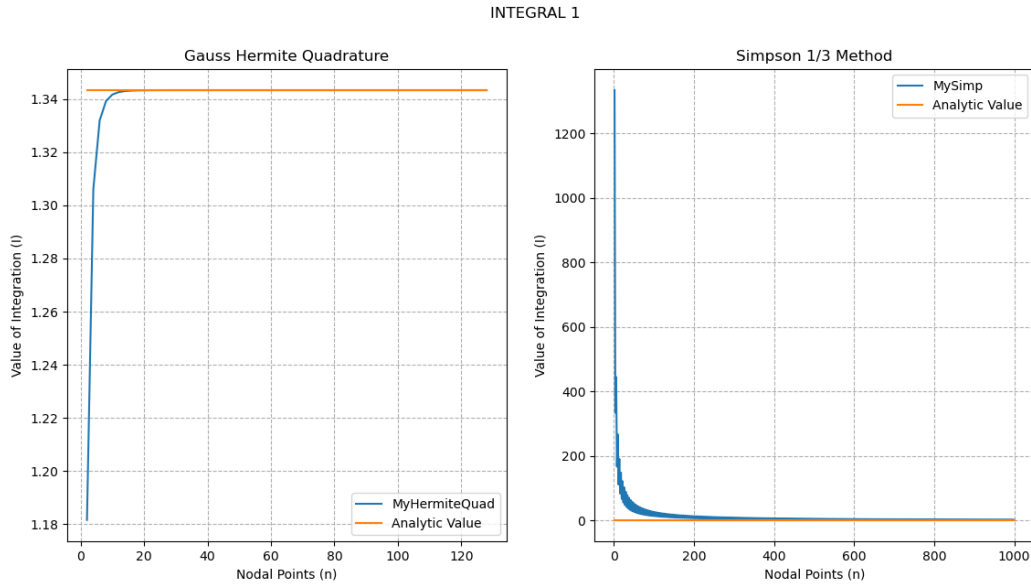 INTEGRAL 1
Gauss Hermite Quadrature
Value of Integration (I)
1.34
1.32
1.30
1.28
1.26
1.24
1.22
1.20
1.18
0 20 40 60 80 100 120
Nodal Points (n)
MyHermiteQuad
Analytic Value
Simpson 1/3 Method
Value of Integration (I)
1200
1000
800
600
400
200
0
0 200 400 600 800 1000
Nodal Points (n)
MySimp
Analytic Value